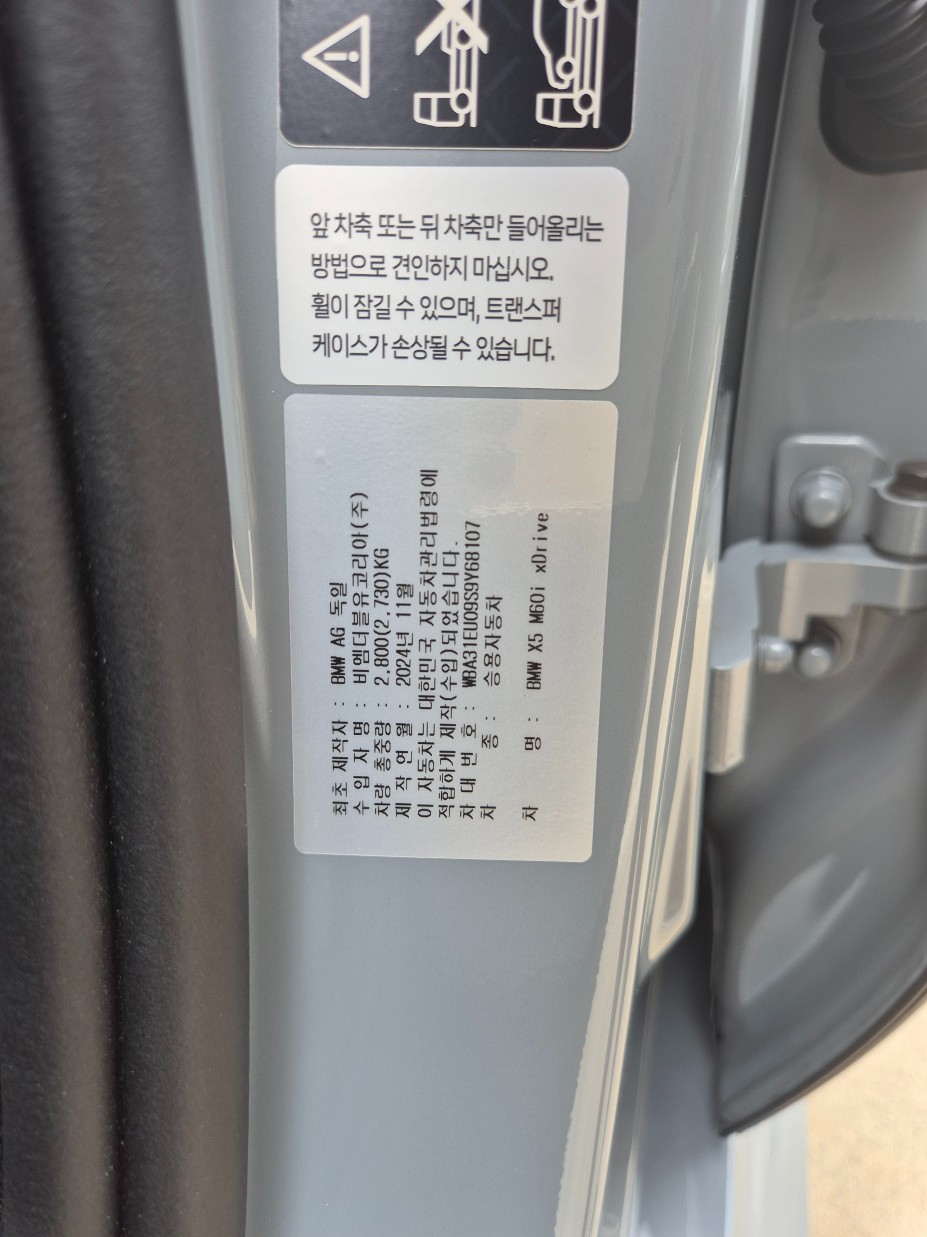 앞 차축 또는 뒤 차축만 들어올리는
방법으로 견인하지 마십시오.
휠이 잠길 수 있으며, 트랜스퍼
케이스가 손상될 수 있습니다.
최초 제작자 : BMW AG 독일
수 입 자 명 : 비엠더블유코리아(주)
차량 총중량 : 2,800(2,730)KG
제 작 연 월 : 2024년 11월
이 자동차는 대한민국 자동차관리법령에
적합하게 제작(수입)되었습니다.
차 대 번 호 : WBA31EU09S9Y68107
차 종 : 승용자동차
차 명 : BMW X5 M60i xDrive